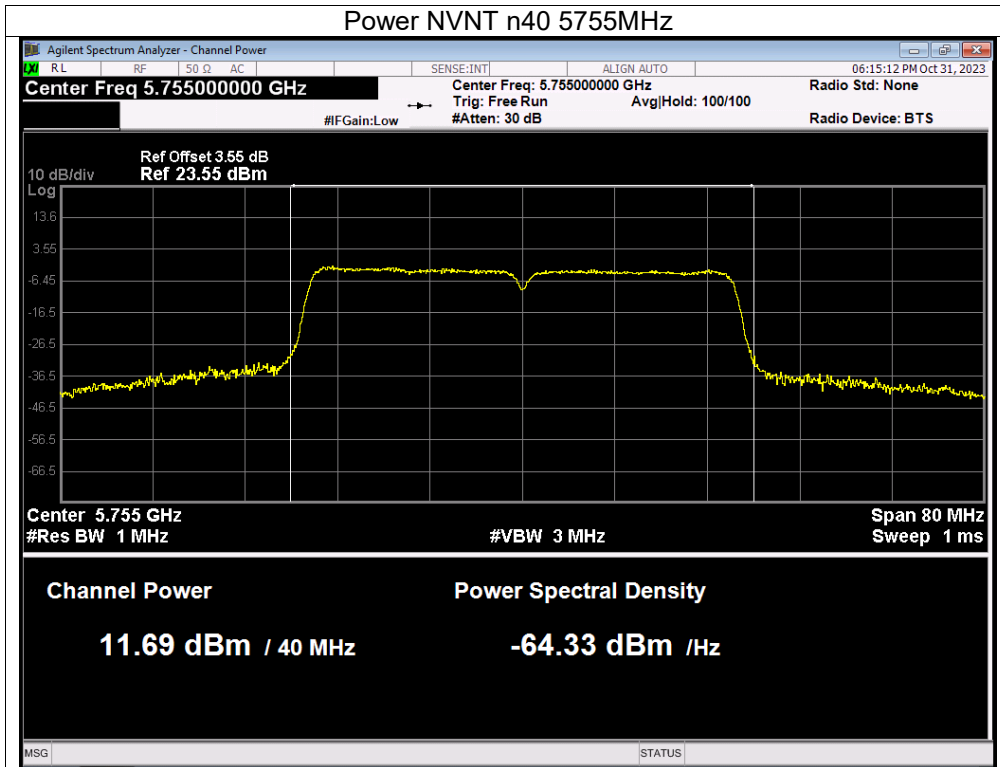 Power NVNT n40 5755MHz
Agilent Spectrum Analyzer - Channel Power
LXI RL RF 50 Ω AC SENSE:INT ALIGN AUTO 06:15:12 PM Oct 31, 2023
Center Freq 5.755000000 GHz Center Freq: 5.755000000 GHz Radio Std: None
Trig: Free Run Avg|Hold: 100/100
#IFGain:Low #Atten: 30 dB Radio Device: BTS
Ref Offset 3.55 dB
10 dB/div Ref 23.55 dBm
Log
13.6
3.55
-6.45
-16.5
-26.5
-36.5
-46.5
-56.5
-66.5
Center 5.755 GHz Span 80 MHz
#Res BW 1 MHz #VBW 3 MHz Sweep 1 ms
Channel Power Power Spectral Density
11.69 dBm / 40 MHz -64.33 dBm /Hz
MSG STATUS